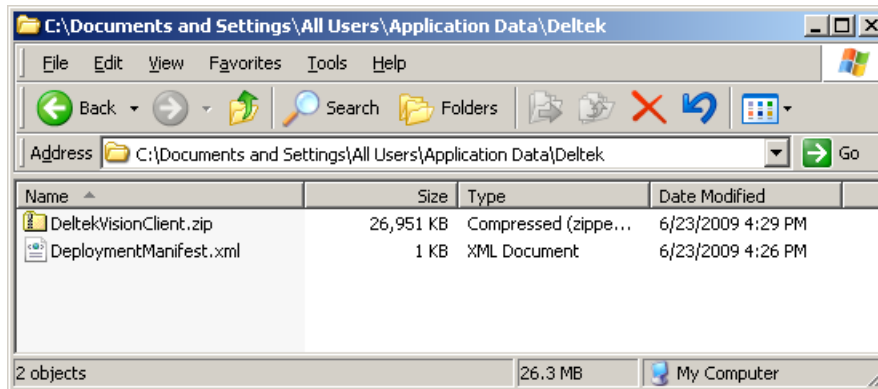 C:\Documents and Settings\All Users\Application Data\Deltek
File Edit View Favorites Tools Help
Back Search Folders
Address C:\Documents and Settings\All Users\Application Data\Deltek Go
Name Size Type Date Modified
DeltekVisionClient.zip 26,951 KB Compressed (zippe... 6/23/2009 4:29 PM
DeploymentManifest.xml 1 KB XML Document 6/23/2009 4:26 PM
2 objects 26.3 MB My Computer